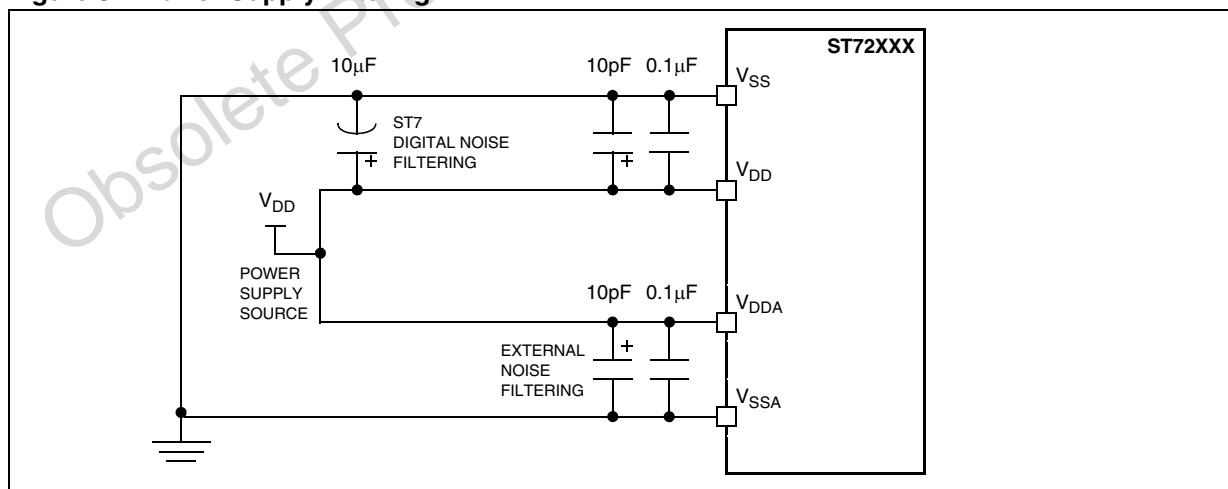 ST72XXX
10μF
10pF 0.1μF
VSS
ST7
DIGITAL NOISE
FILTERING
+
+
VDD
VDD
POWER
SUPPLY
SOURCE
10pF 0.1μF
VDDA
EXTERNAL
NOISE
FILTERING
+
VSSA
Obsolete